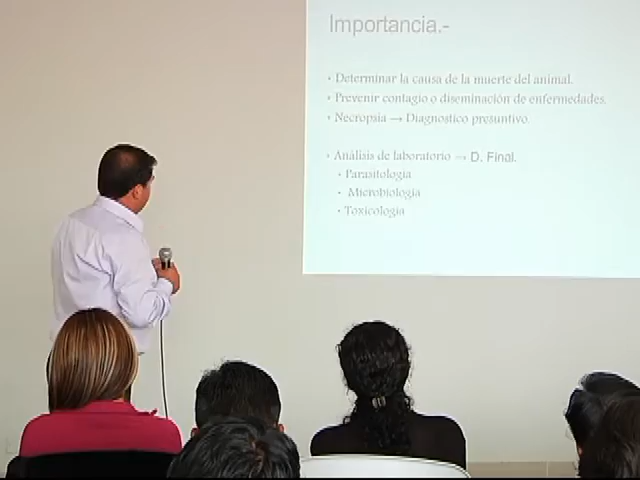 Importancia.-
• Determinar la causa de la muerte del animal.
• Prevenir contagio o diseminación de enfermedades.
• Necropsia → Diagnostico presuntivo.
• Análisis de laboratorio → D. Final.
• Parasitología
• Microbiología
• Toxicología